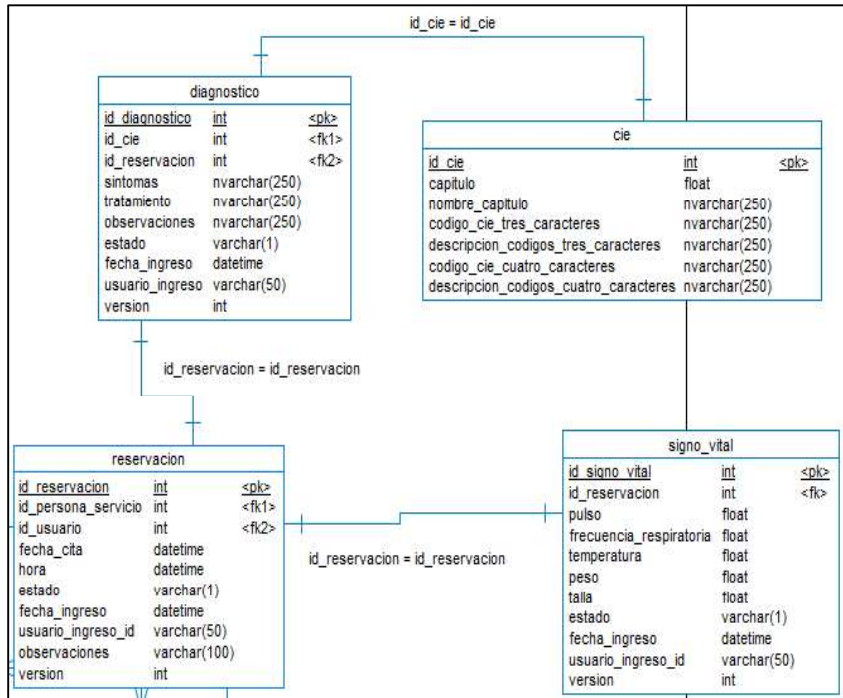 id_cie = id_cie
diagnostico
id_diagnostico int <pk>
id_cie int <fk1>
id_reservacion int <fk2>
sintomas nvarchar(250)
tratamiento nvarchar(250)
observaciones nvarchar(250)
estado varchar(1)
fecha_ingreso datetime
usuario_ingreso varchar(50)
version int
cie
id_cie int <pk>
capitulo float
nombre_capitulo nvarchar(250)
codigo_cie_tres_caracteres nvarchar(250)
descripcion_codigos_tres_caracteres nvarchar(250)
codigo_cie_cuatro_caracteres nvarchar(250)
descripcion_codigos_cuatro_caracteres nvarchar(250)
id_reservacion = id_reservacion
reservacion
id_reservacion int <pk>
id_persona_servicio int <fk1>
id_usuario int <fk2>
fecha_cita datetime
hora datetime
estado varchar(1)
fecha_ingreso datetime
usuario_ingreso_id varchar(50)
observaciones varchar(100)
version int
id_reservacion = id_reservacion
signo_vital
id_signo_vital int <pk>
id_reservacion int <fk>
pulso float
frecuencia_respiratoria float
temperatura float
peso float
talla float
estado varchar(1)
fecha_ingreso datetime
usuario_ingreso_id varchar(50)
version int